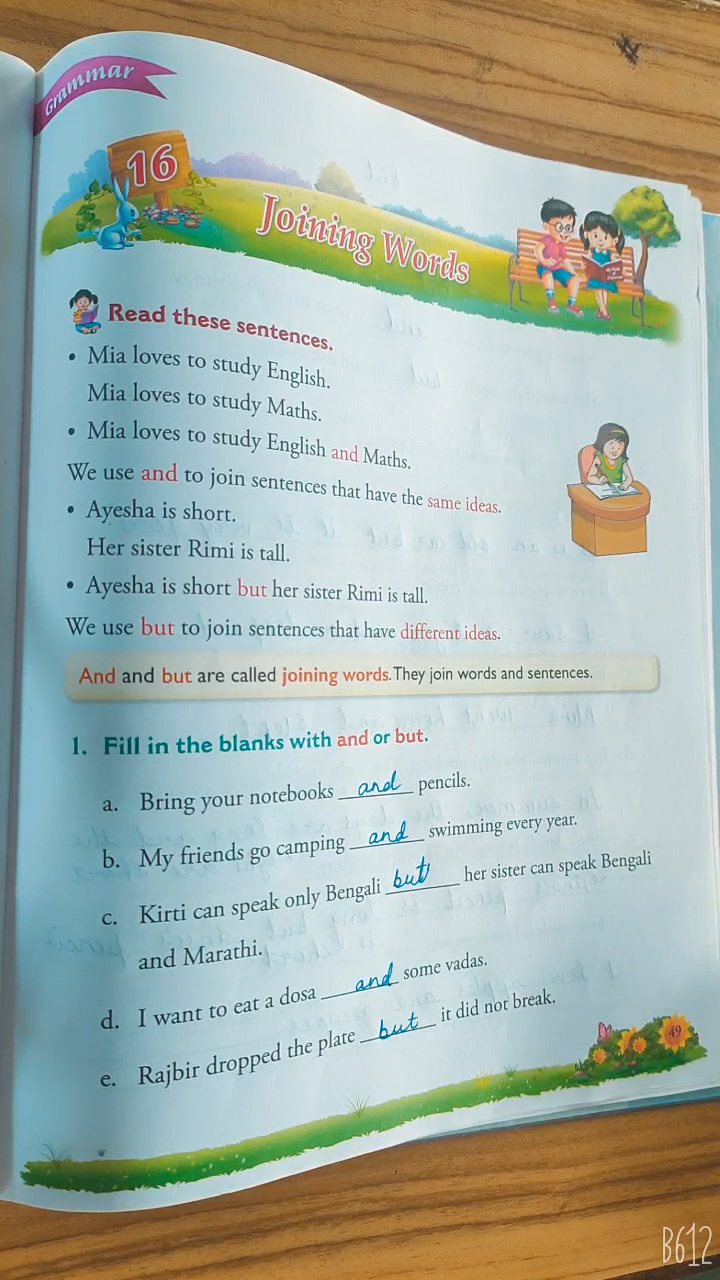 Grammar
16
Joining Words
Read these sentences.
• Mia loves to study English.
Mia loves to study Maths.
• Mia loves to study English and Maths.
We use and to join sentences that have the same ideas.
• Ayesha is short.
Her sister Rimi is tall.
• Ayesha is short but her sister Rimi is tall.
We use but to join sentences that have different ideas.
And and but are called joining words. They join words and sentences.
1. Fill in the blanks with and or but.
a. Bring your notebooks and pencils.
b. My friends go camping and swimming every year.
c. Kirti can speak only Bengali but her sister can speak Bengali
and Marathi.
d. I want to eat a dosa and some vadas.
e. Rajbir dropped the plate but it did not break.
49
B612